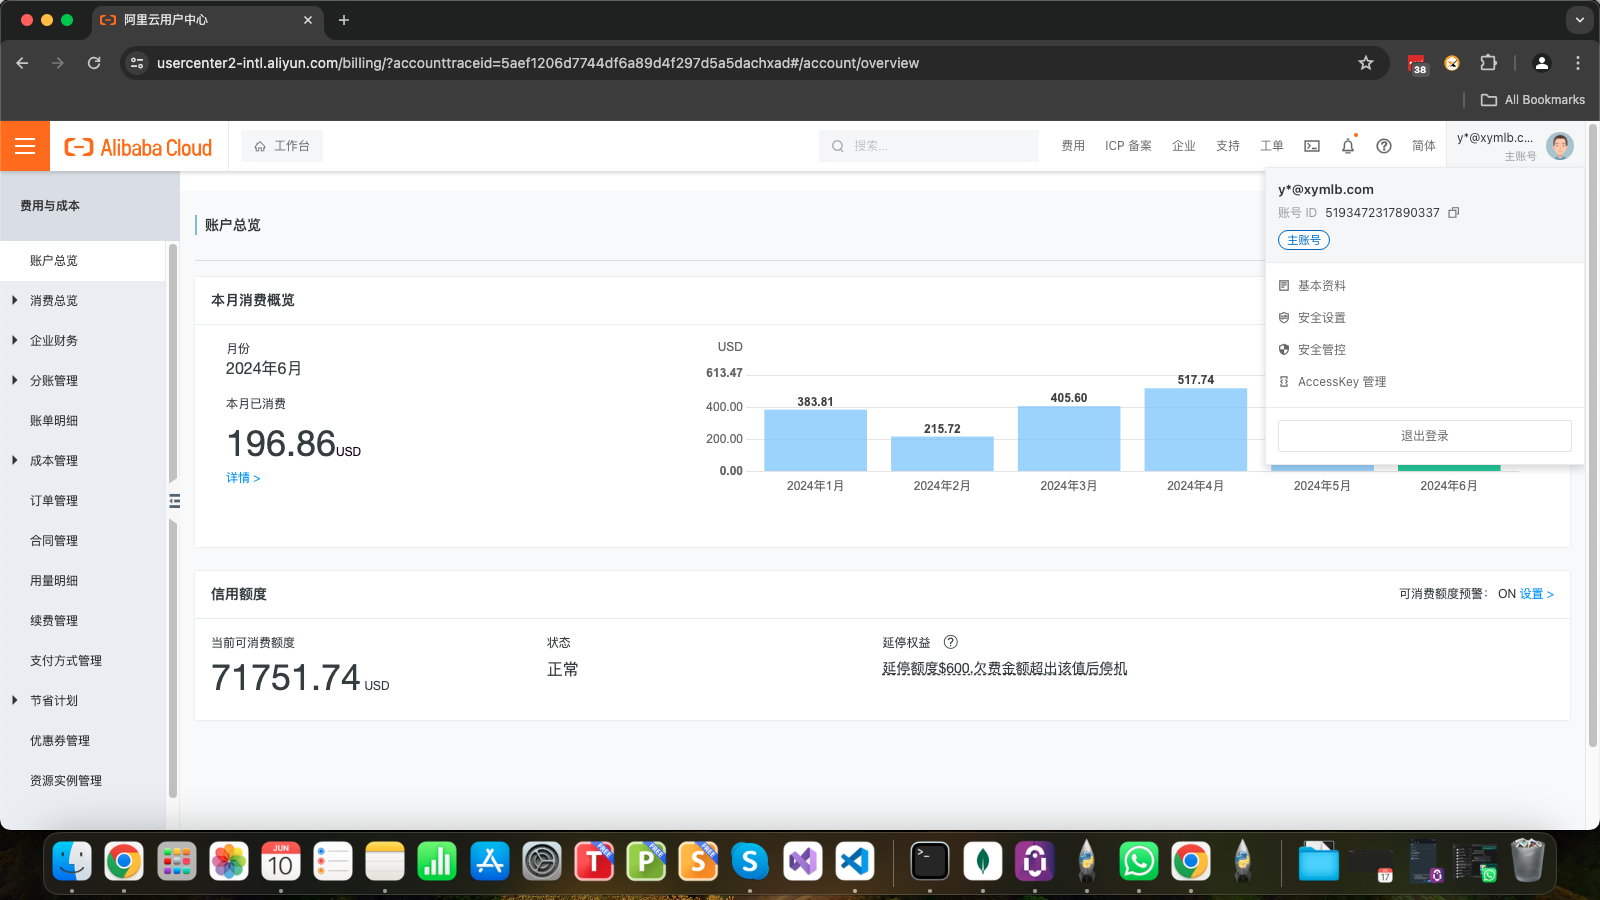 阿里云用户中心
usercenter2-intl.aliyun.com/billing/?accounttraceid=5aef1206d7744df6a89d4f297d5a5dachxad#/account/overview
38
All Bookmarks
Alibaba Cloud
工作台
搜索...
费用
ICP 备案
企业
支持
工单
简体
y*@xymlb.c...
主账号
y*@xymlb.com
账号 ID 5193472317890337
主账号
基本资料
安全设置
安全管控
AccessKey 管理
退出登录
费用与成本
账户总览
消费总览
企业财务
分账管理
账单明细
成本管理
订单管理
合同管理
用量明细
续费管理
支付方式管理
节省计划
优惠券管理
资源实例管理
账户总览
本月消费概览
月份
2024年6月
本月已消费
196.86USD
详情 >
USD
613.47
400.00
200.00
0.00
383.81
215.72
405.60
517.74
2024年1月
2024年2月
2024年3月
2024年4月
2024年5月
2024年6月
信用额度
可消费额度预警： ON 设置 >
当前可消费额度
71751.74 USD
状态
正常
延停权益
延停额度$600,欠费金额超出该值后停机
JUN
10
T
FREE
P
FREE
S
FREE
17